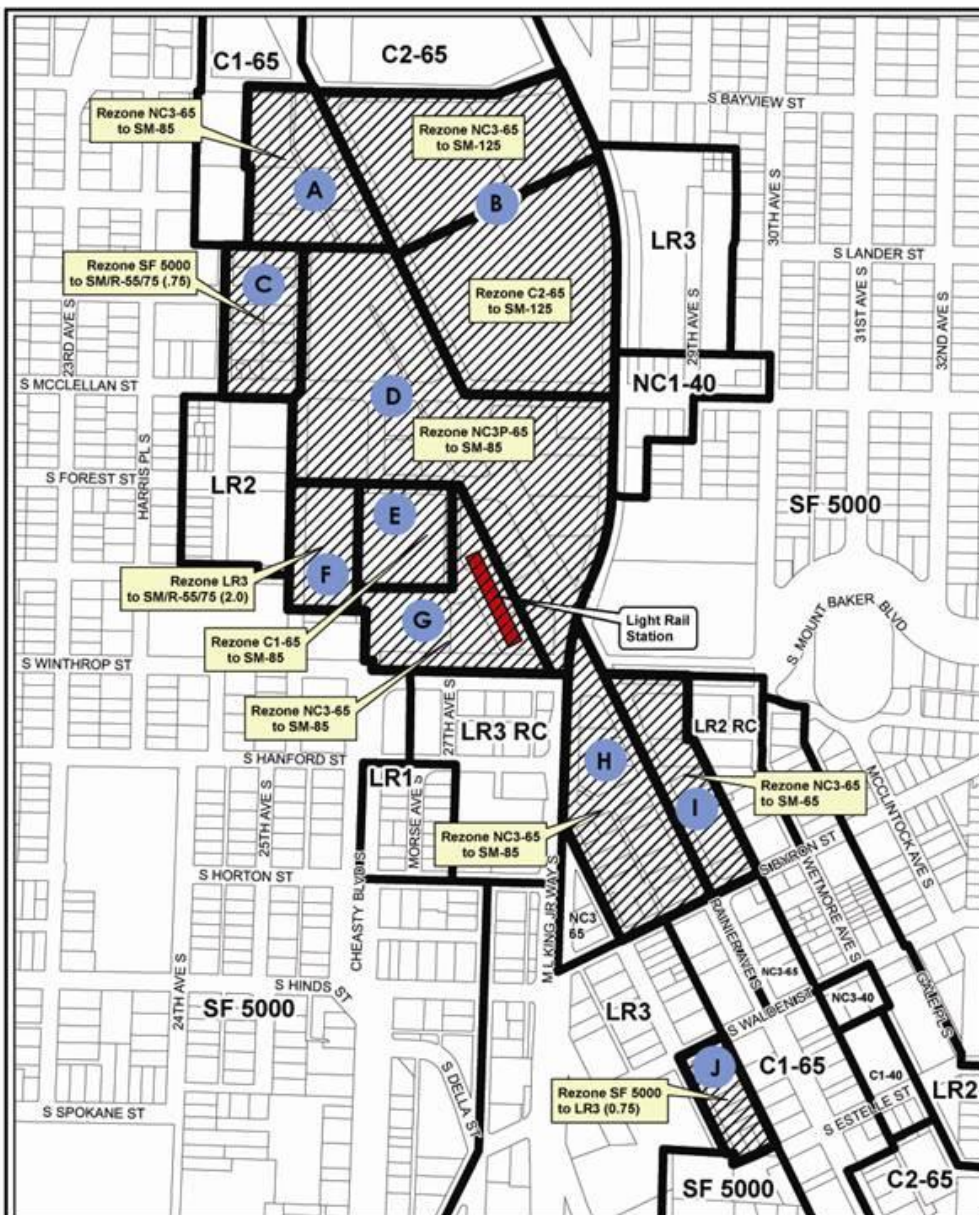 C1-65
C2-65
Rezone NC3-65
to SM-85
Rezone NC3-65
to SM-125
S BAYVIEW ST
A
B
30TH AVE S
LR3
S LANDER ST
Rezone SF 5000
to SM/R-55/75 (.75)
C
Rezone C2-65
to SM-125
23RD AVE S
29TH AVE S
31ST AVE S
32ND AVE S
S MCCLELLAN ST
NC1-40
D
Rezone NC3P-65
to SM-85
HARRIS PL S
S FOREST ST
LR2
E
SF 5000
F
Rezone LR3
to SM/R-55/75 (2.0)
G
Light Rail
Station
S MOUNT BAKER BLVD
Rezone C1-65
to SM-85
S WINTHROP ST
Rezone NC3-65
to SM-85
27TH AVE S
LR3 RC
LR2 RC
S HANFORD ST
H
LR1
I
Rezone NC3-65
to SM-65
MCCLINTOCK AVE S
25TH AVE S
MORSE AVE S
Rezone NC3-65
to SM-85
S BYRON ST
WETMORE AVE S
S HORTON ST
CHEASTY BLVD S
M L KING JR WAY S
NC3
65
RAINIER AVE S
24TH AVE S
S HINDS ST
NC3-65
NC3-40
SF 5000
LR3
S WALDEN ST
C1-65
C1-40
J
S DELLA ST
Rezone SF 5000
to LR3 (0.75)
S ESTELLE ST
LR2
S SPOKANE ST
SF 5000
C2-65